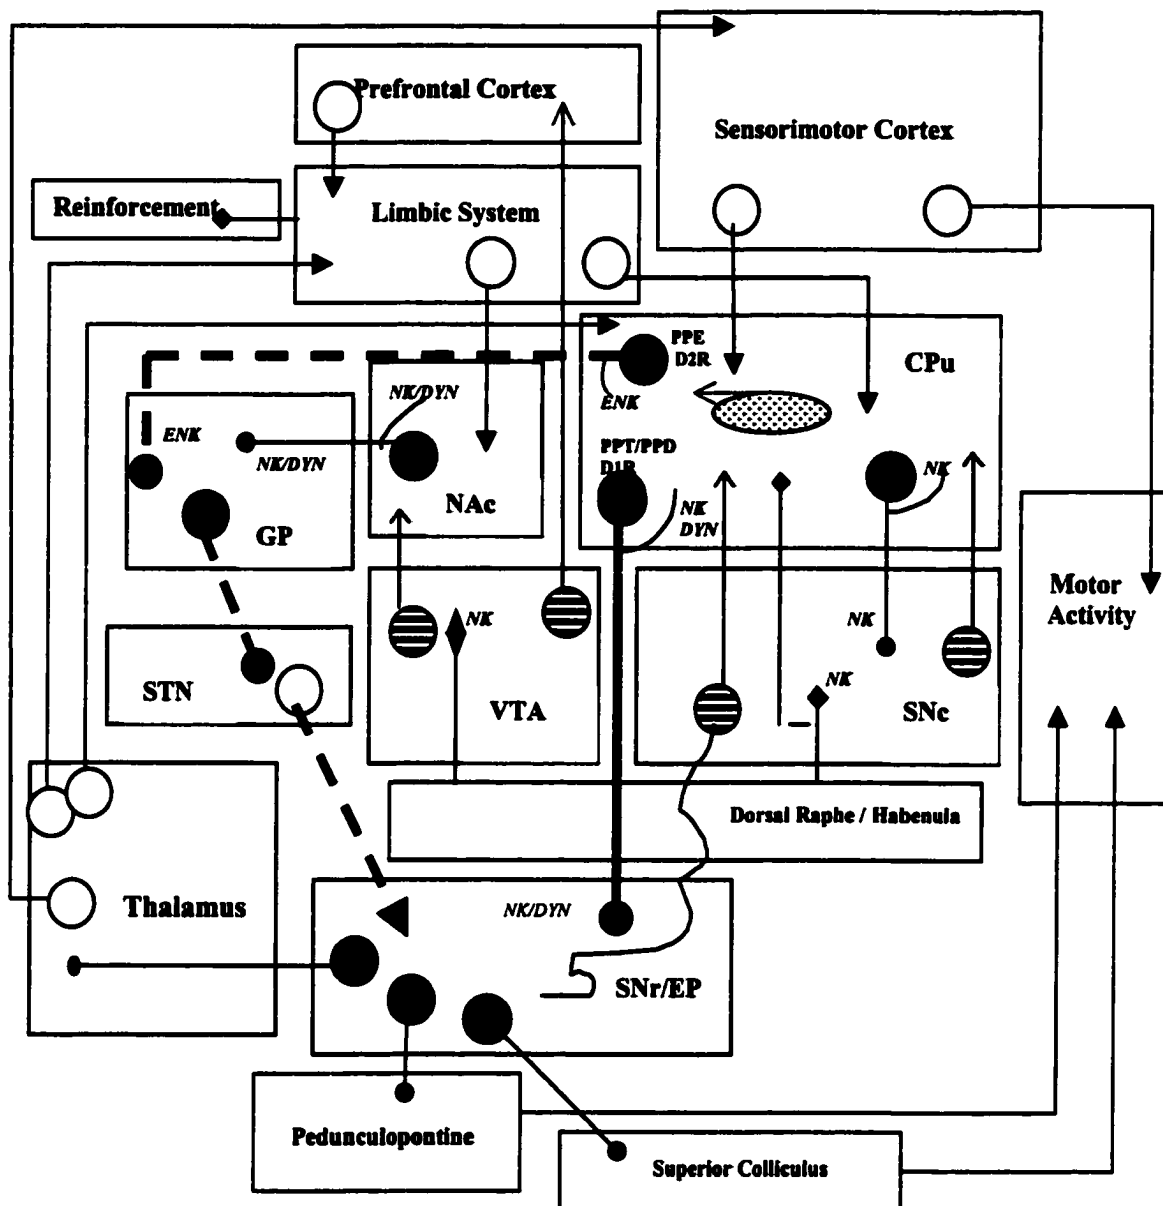 Prefrontal Cortex
Sensorimotor Cortex
Reinforcement
Limbic System
PPE
D2R
CPu
NK/DYN
ENK
ENK
NK/DYN
PPT/PPD
D1R
NK
NAc
NK
DYN
GP
Motor
Activity
NK
NK
STN
NK
VTA
SNc
Dorsal Raphe / Habenula
Thalamus
NK/DYN
SNr/EP
Pedunculopontine
Superior Colliculus